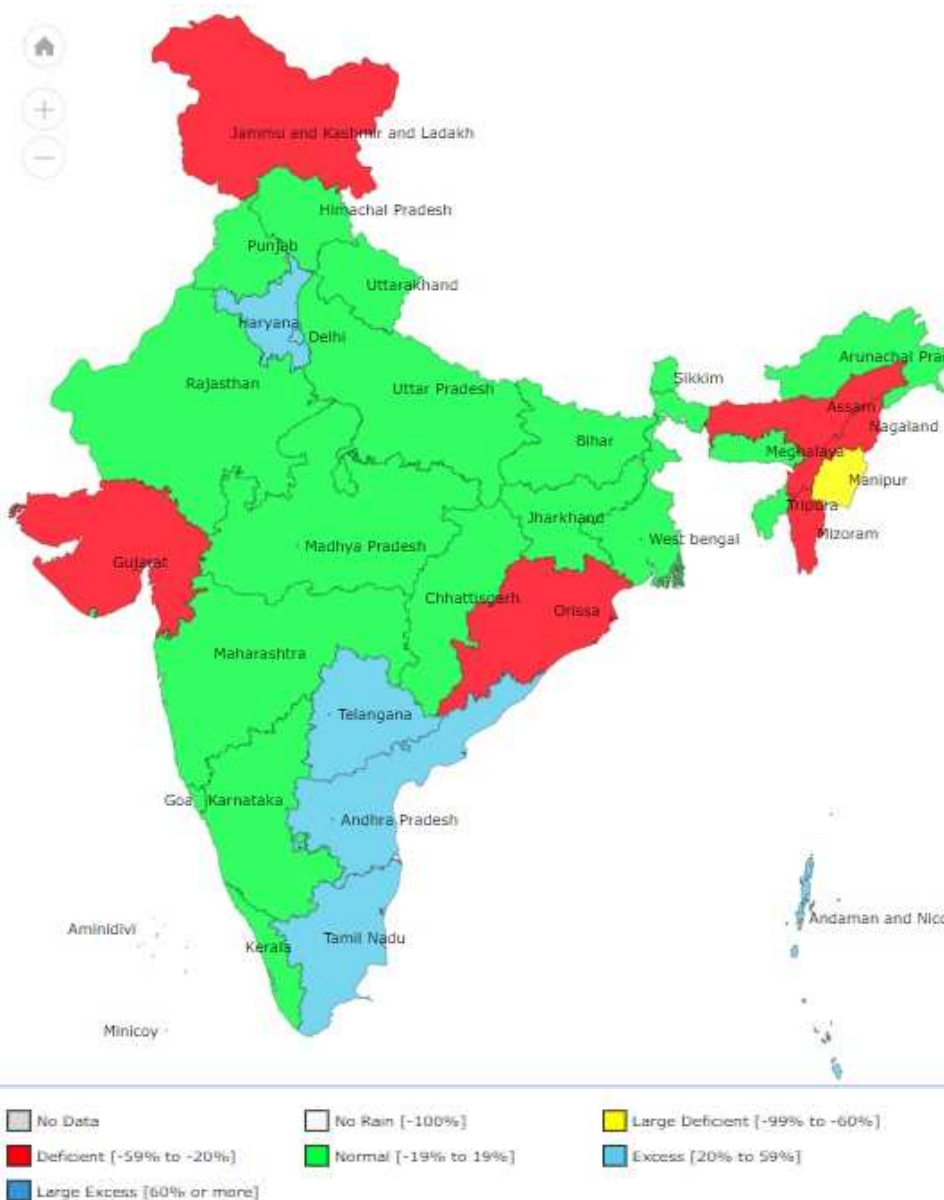 Jammu and Kashmir and Ladakh
Himachal Pradesh
Punjab
Uttarakhand
Haryana
Delhi
Rajasthan
Uttar Pradesh
Sikkim
Arunachal Pra
Assam
Nagaland
Bihar
Meghalaya
Manipur
Tripura
Jharkhand
Mizoram
West bengal
Madhya Pradesh
Gujarat
Chhattisgerh
Orissa
Maharashtra
Telangana
Goa
Karnataka
Andhra Pradesh
Andaman and Nico
Aminidivi
Tamil Nadu
Kerala
Minicoy
No Data
No Rain [-100%]
Large Deficient [-99% to -60%]
Deficient [-59% to -20%]
Normal [-19% to 19%]
Excess [20% to 59%]
Large Excess [60% or more]